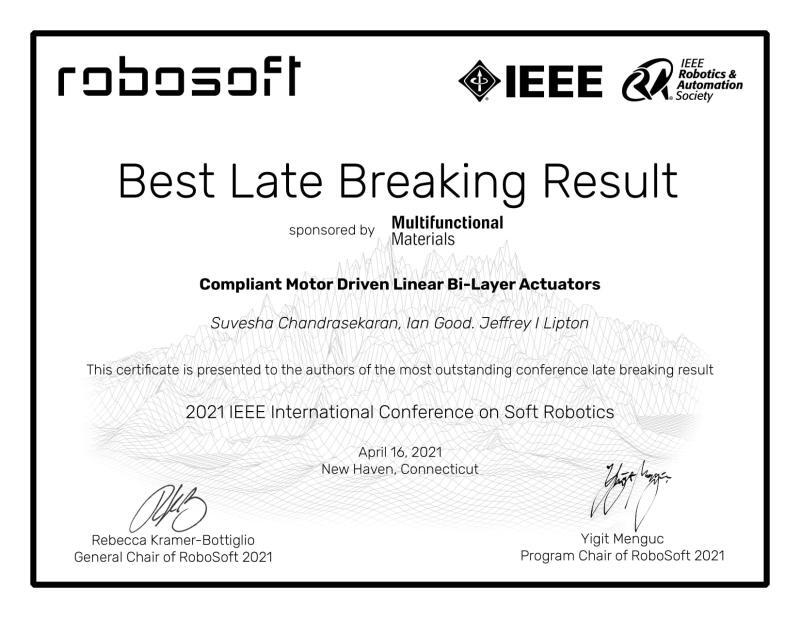 robosoft
IEEE
IEEE
Robotics &
Automation
Society
Best Late Breaking Result
sponsored by Multifunctional
Materials
Compliant Motor Driven Linear Bi-Layer Actuators
Suvesha Chandrasekaran, Ian Good. Jeffrey I Lipton
This certificate is presented to the authors of the most outstanding conference late breaking result
2021 IEEE International Conference on Soft Robotics
April 16, 2021
New Haven, Connecticut
Rebecca Kramer-Bottiglio
General Chair of RoboSoft 2021
Yigit Menguc
Program Chair of RoboSoft 2021